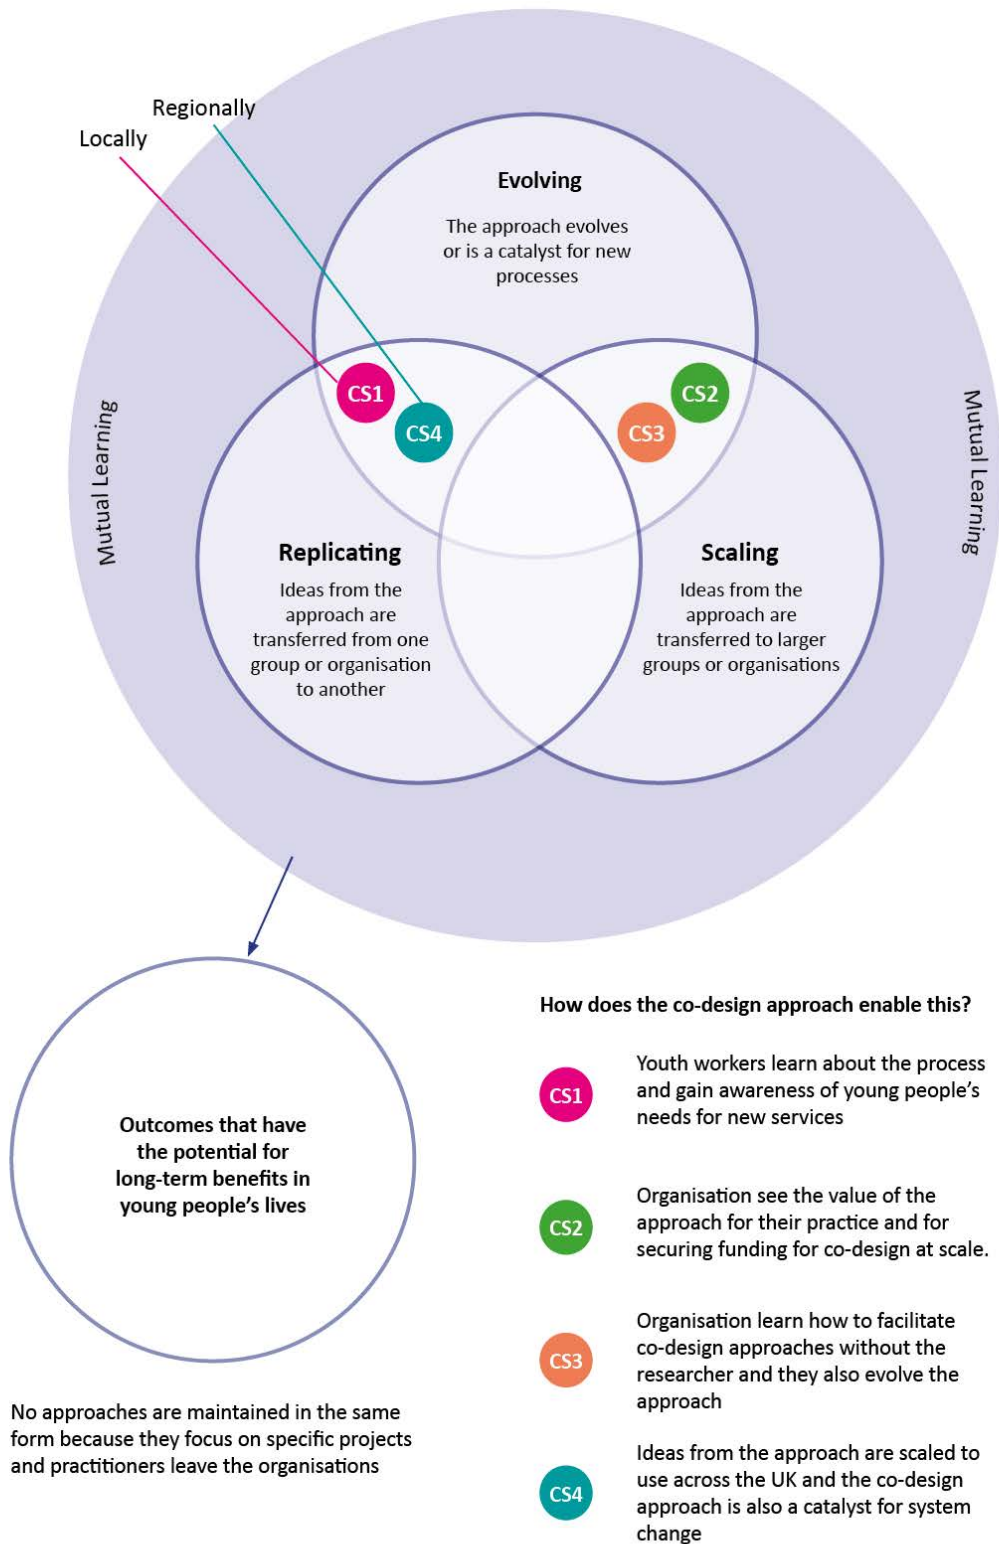 Regionally
Locally
Evolving
The approach evolves
or is a catalyst for new
processes
CS1
CS4
CS2
CS3
Mutual Learning
Mutual Learning
Replicating
Ideas from the
approach are
transferred from one
group or organisation
to another
Scaling
Ideas from the
approach are
transferred to larger
groups or organisations
Outcomes that have
the potential for
long-term benefits in
young people’s lives
No approaches are maintained in the same
form because they focus on specific projects
and practitioners leave the organisations
How does the co-design approach enable this?
CS1
Youth workers learn about the process
and gain awareness of young people’s
needs for new services
CS2
Organisation see the value of the
approach for their practice and for
securing funding for co-design at scale.
CS3
Organisation learn how to facilitate
co-design approaches without the
researcher and they also evolve the
approach
CS4
Ideas from the approach are scaled to
use across the UK and the co-design
approach is also a catalyst for system
change